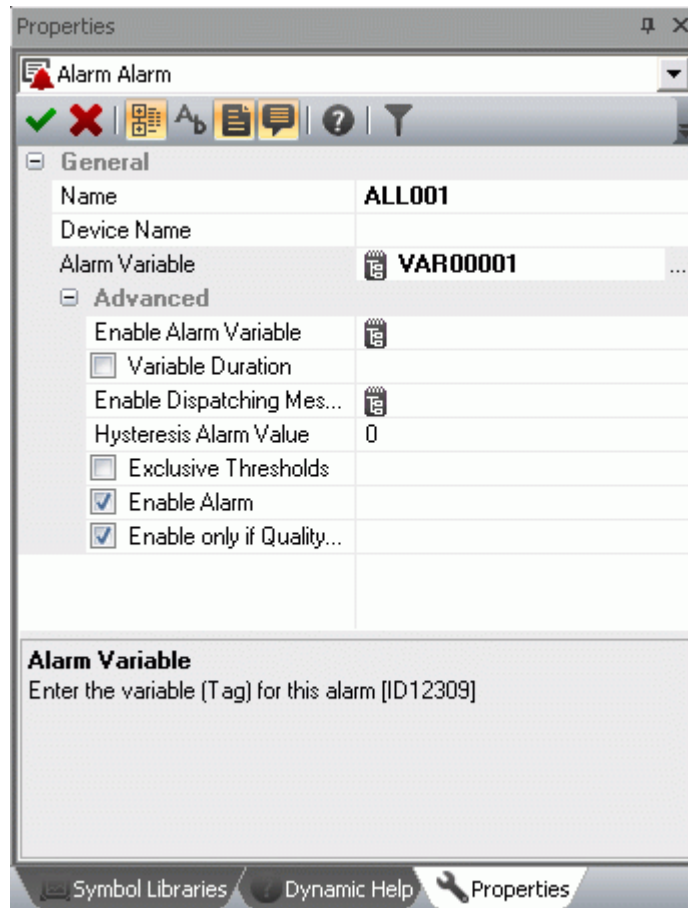 Properties
Alarm Alarm
Ab
General
Name ALL001
Device Name
Alarm Variable VAR00001 ...
Advanced
Enable Alarm Variable
Variable Duration
Enable Dispatching Mes...
Hysteresis Alarm Value 0
Exclusive Thresholds
Enable Alarm
Enable only if Quality...
Alarm Variable
Enter the variable (Tag) for this alarm [ID12309]
Symbol Libraries Dynamic Help Properties